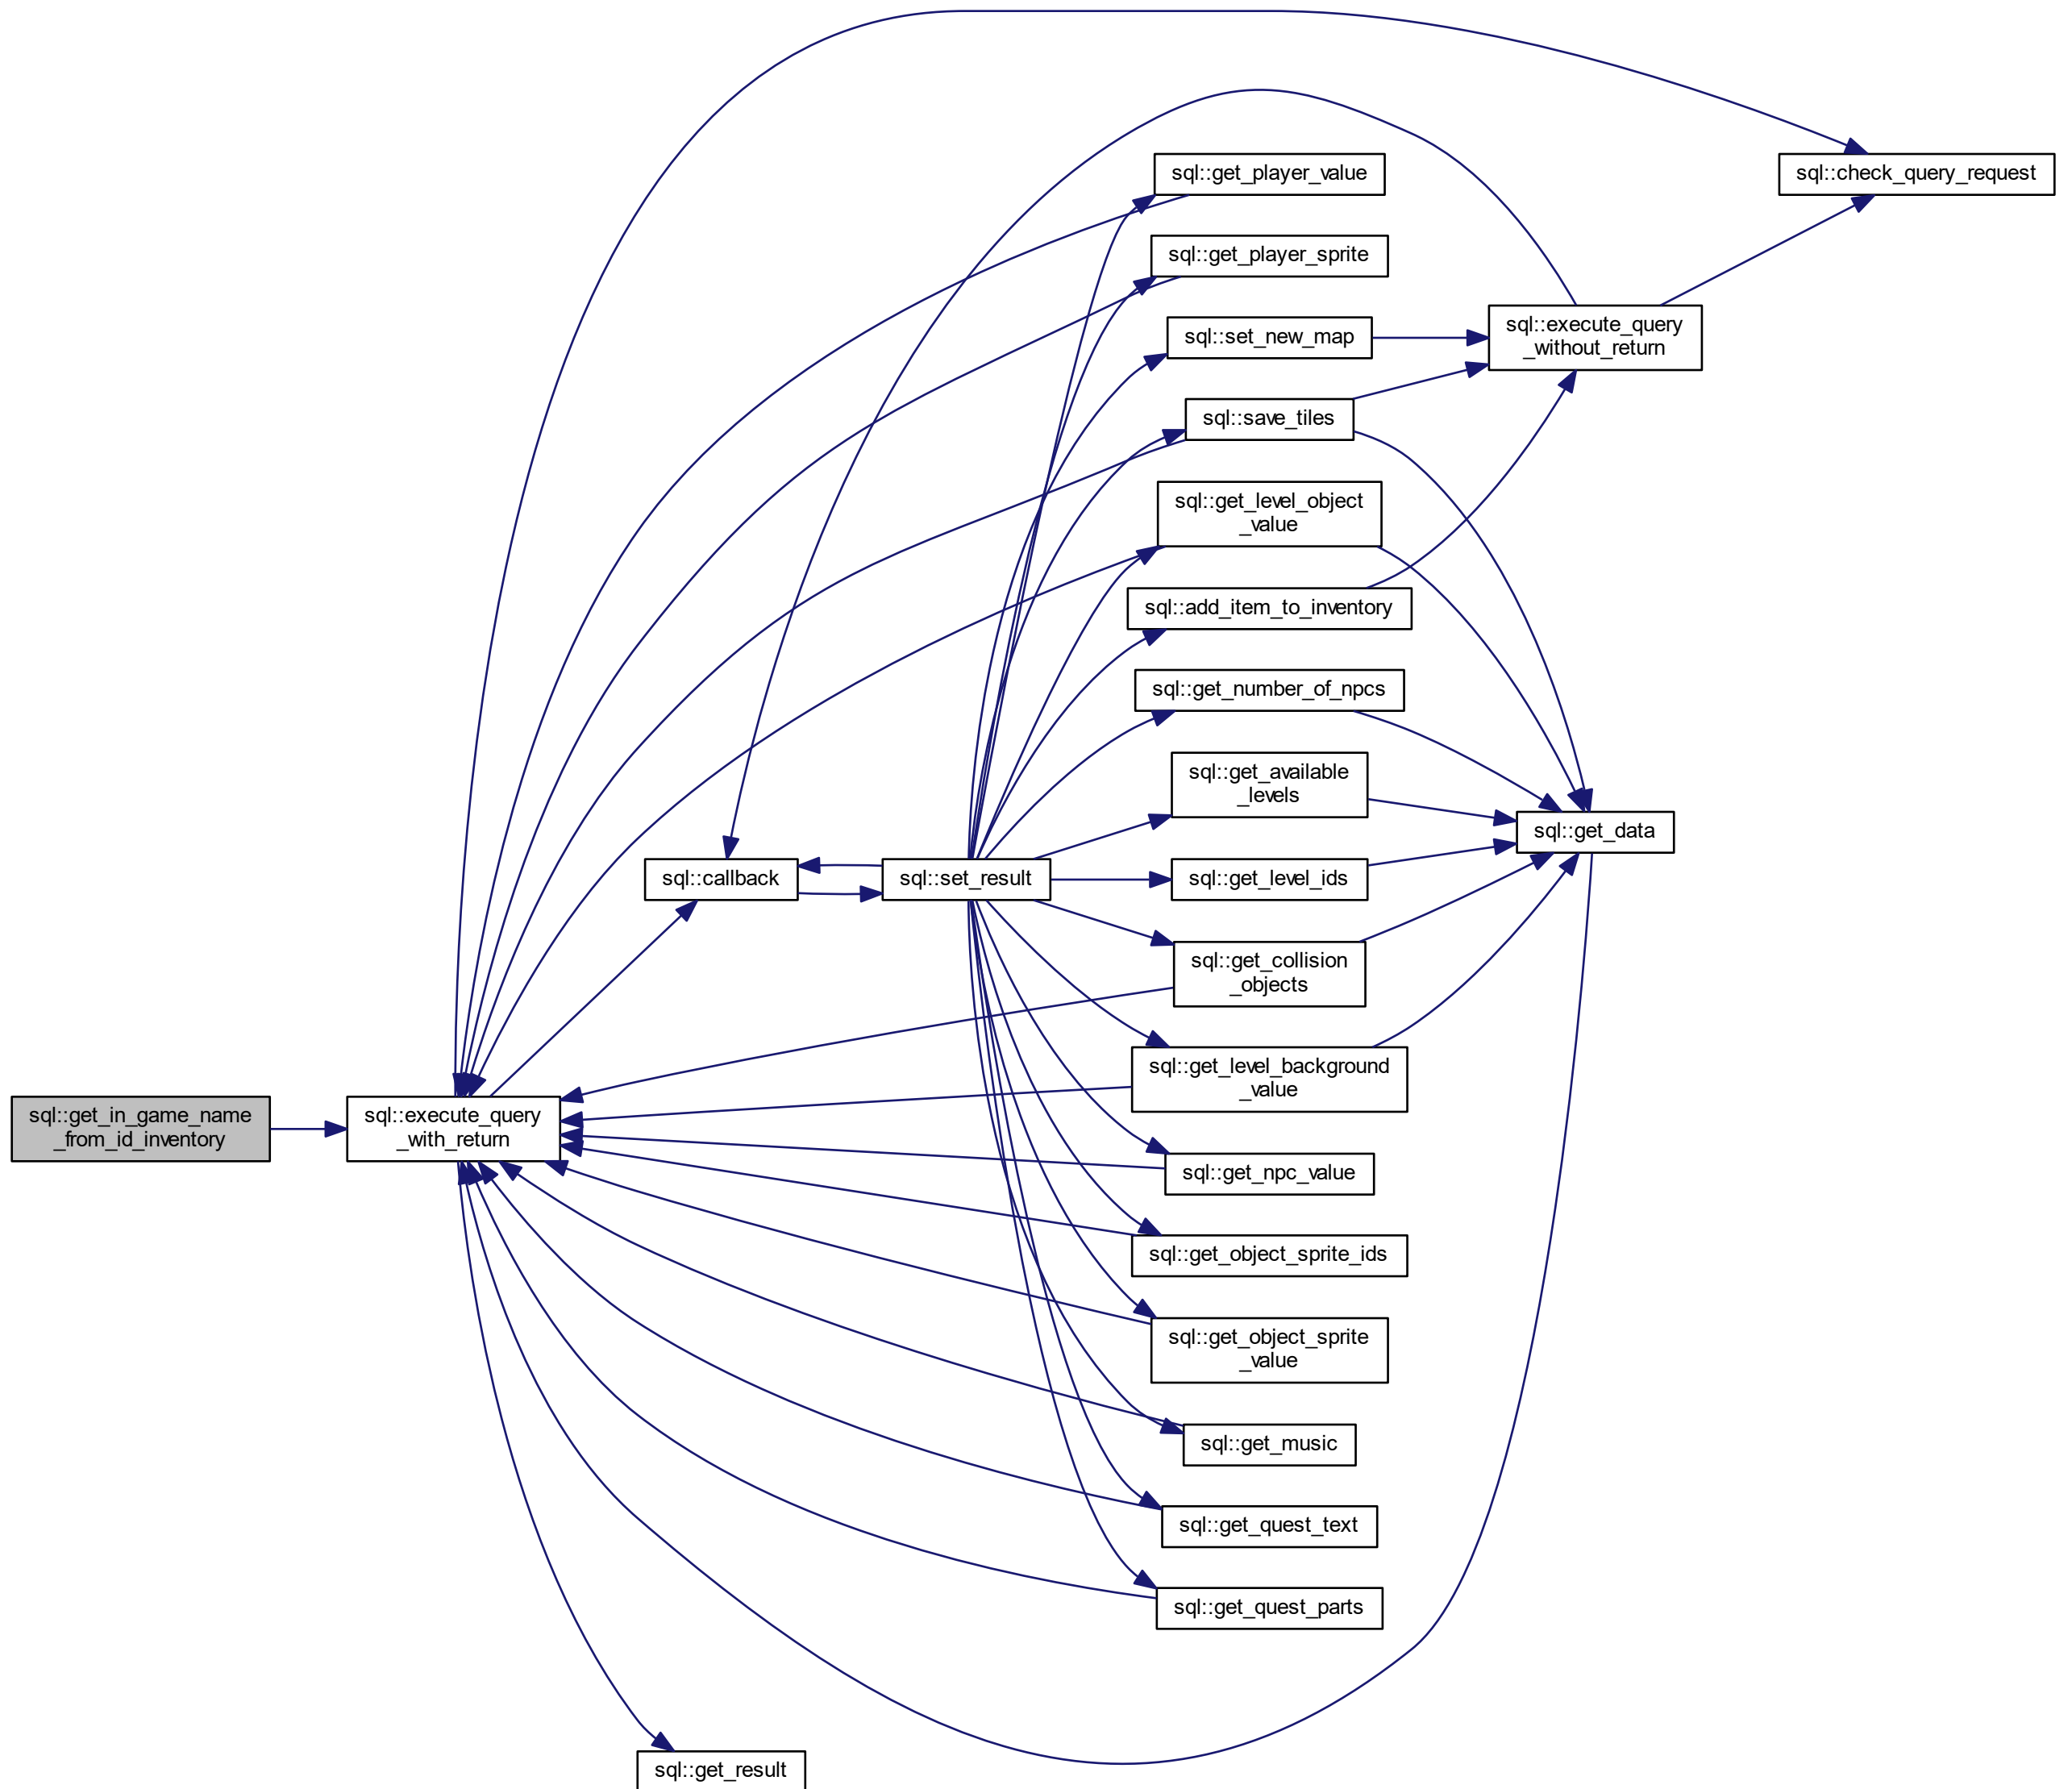 sql::get_player_value
sql::check_query_request
sql::get_player_sprite
sql::set_new_map
sql::execute_query
_without_return
sql::save_tiles
sql::get_level_object
_value
sql::add_item_to_inventory
sql::get_number_of_npcs
sql::get_available
_levels
sql::get_data
sql::callback
sql::set_result
sql::get_level_ids
sql::get_collision
_objects
sql::get_level_background
_value
sql::get_in_game_name
_from_id_inventory
sql::execute_query
_with_return
sql::get_npc_value
sql::get_object_sprite_ids
sql::get_object_sprite
_value
sql::get_music
sql::get_quest_text
sql::get_quest_parts
sql::get_result